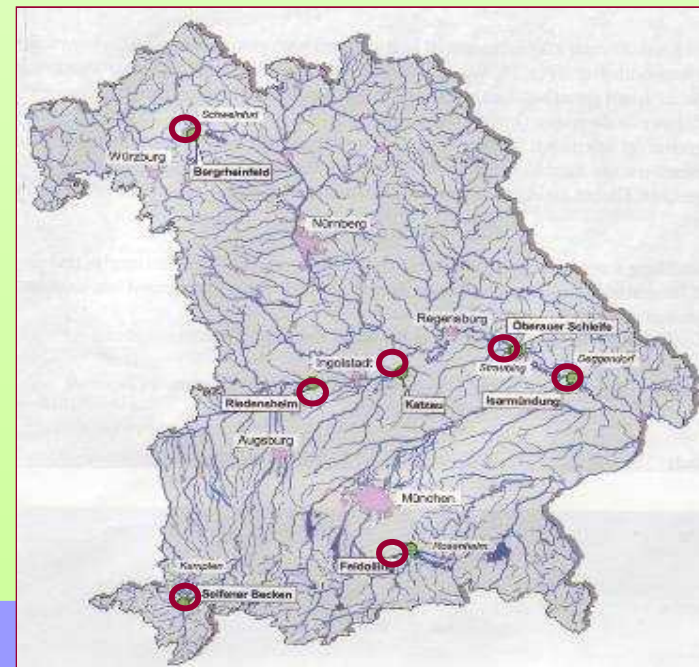 Schweinfurt
Würzburg
Bergrheinfeld
Nürnberg
Regensburg
Oberauer Schleife
Deggendorf
Straubing
Ingolstadt
Riedensheim
Katzau
Isarmündung
Augsburg
München
Feldolling
Rosenheim
Kempten
Seifener Becken